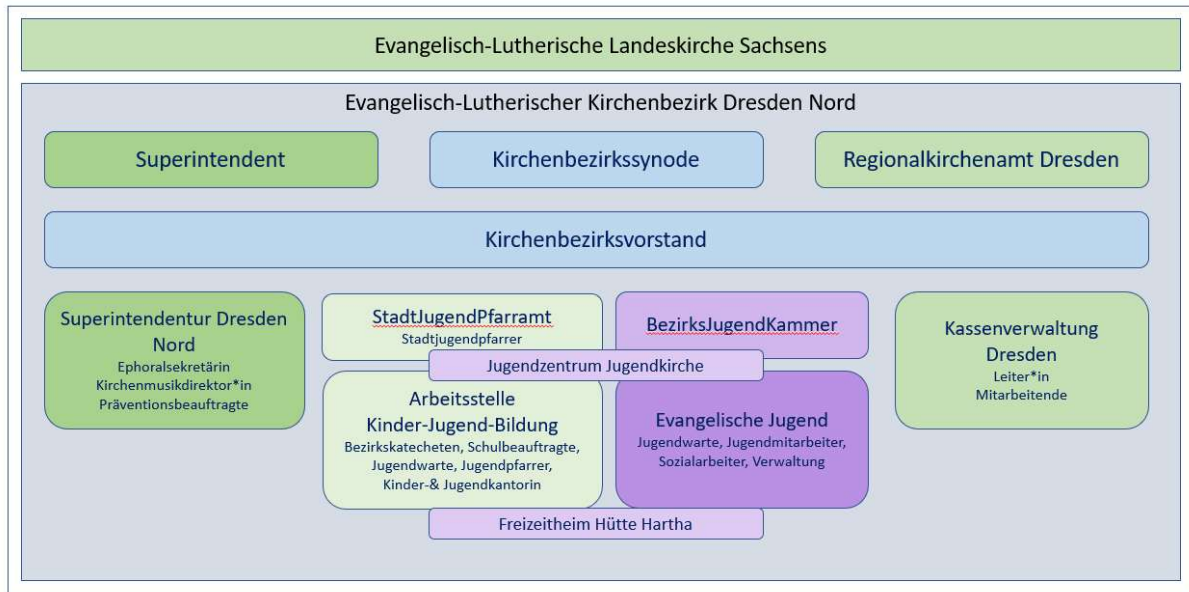 Evangelisch-Lutherische Landeskirche Sachsens
Evangelisch-Lutherischer Kirchenbezirk Dresden Nord
Superintendent
Kirchenbezirkssynode
Regionalkirchenamt Dresden
Kirchenbezirksvorstand
Superintendentur Dresden
Nord
Ephoralsekretärin
Kirchenmusikdirektor*in
Präventionsbeauftragte
StadtJugendPfarramt
Stadtjugendpfarrer
BezirksJugendKammer
Kassenverwaltung
Dresden
Leiter*in
Mitarbeitende
Jugendzentrum Jugendkirche
Arbeitsstelle
Kinder-Jugend-Bildung
Bezirkskatecheten, Schulbeauftragte,
Jugendwarte, Jugendpfarrer,
Kinder-& Jugendkantorin
Evangelische Jugend
Jugendwarte, Jugendmitarbeiter,
Sozialarbeiter, Verwaltung
Freizeitheim Hütte Hartha